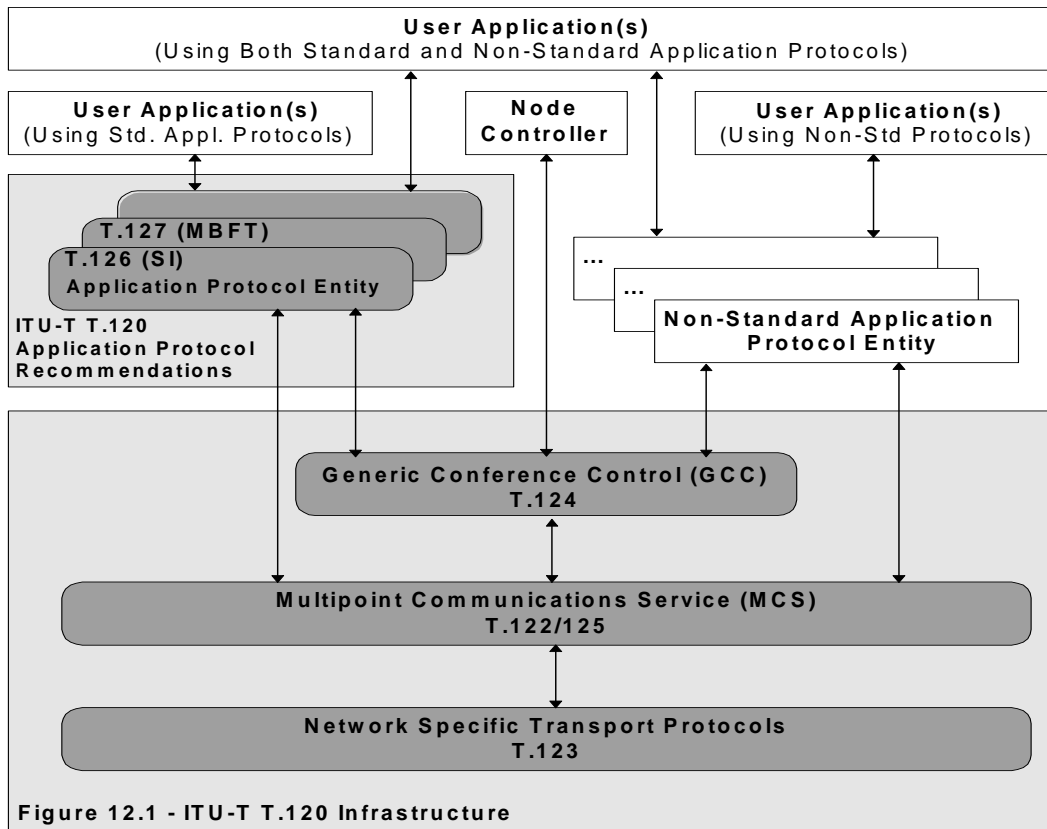 User Application(s)
(Using Both Standard and Non-Standard Application Protocols)
User Application(s)
(Using Std. Appl. Protocols)
Node
Controller
User Application(s)
(Using Non-Std Protocols)
T.127 (MBFT)
T.126 (SI)
Application Protocol Entity
ITU-T T.120
Application Protocol
Recommendations
...
...
Non-Standard Application
Protocol Entity
Generic Conference Control (GCC)
T.124
Multipoint Communications Service (MCS)
T.122/125
Network Specific Transport Protocols
T.123
Figure 12.1 - ITU-T T.120 Infrastructure